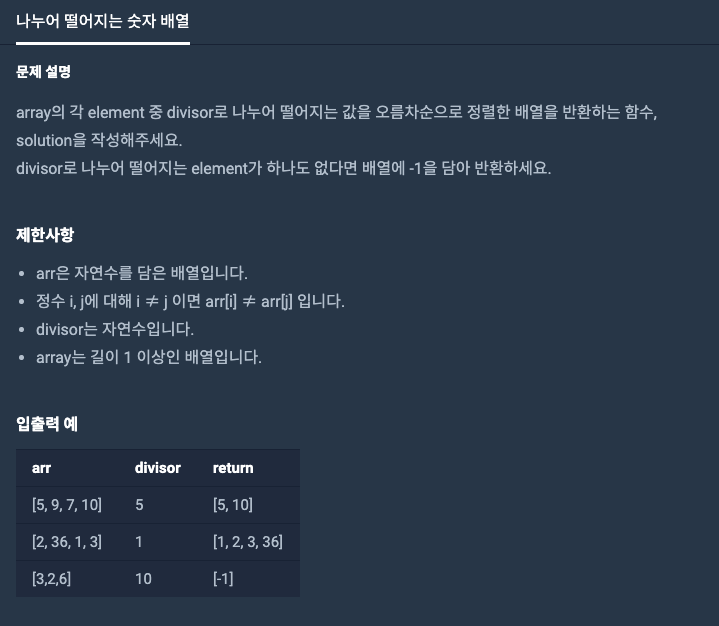 나누어 떨어지는 숫자 배열
문제 설명
array의 각 element 중 divisor로 나누어 떨어지는 값을 오름차순으로 정렬한 배열을 반환하는 함수,
solution을 작성해주세요.
divisor로 나누어 떨어지는 element가 하나도 없다면 배열에 -1을 담아 반환하세요.
제한사항
• arr은 자연수를 담은 배열입니다.
• 정수 i, j에 대해 i ≠ j 이면 arr[i] ≠ arr[j] 입니다.
• divisor는 자연수입니다.
• array는 길이 1 이상인 배열입니다.
입출력 예
arr divisor return
[5, 9, 7, 10] 5 [5, 10]
[2, 36, 1, 3] 1 [1, 2, 3, 36]
[3,2,6] 10 [-1]